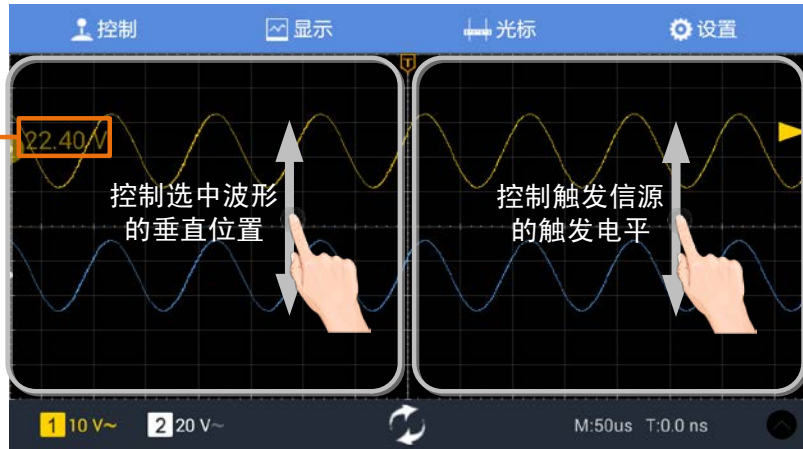 控制
显示
光标
设置
T
22.40 V
控制选中波形
的垂直位置
控制触发信源
的触发电平
1 10 V~
2 20 V~
M:50us T:0.0 ns